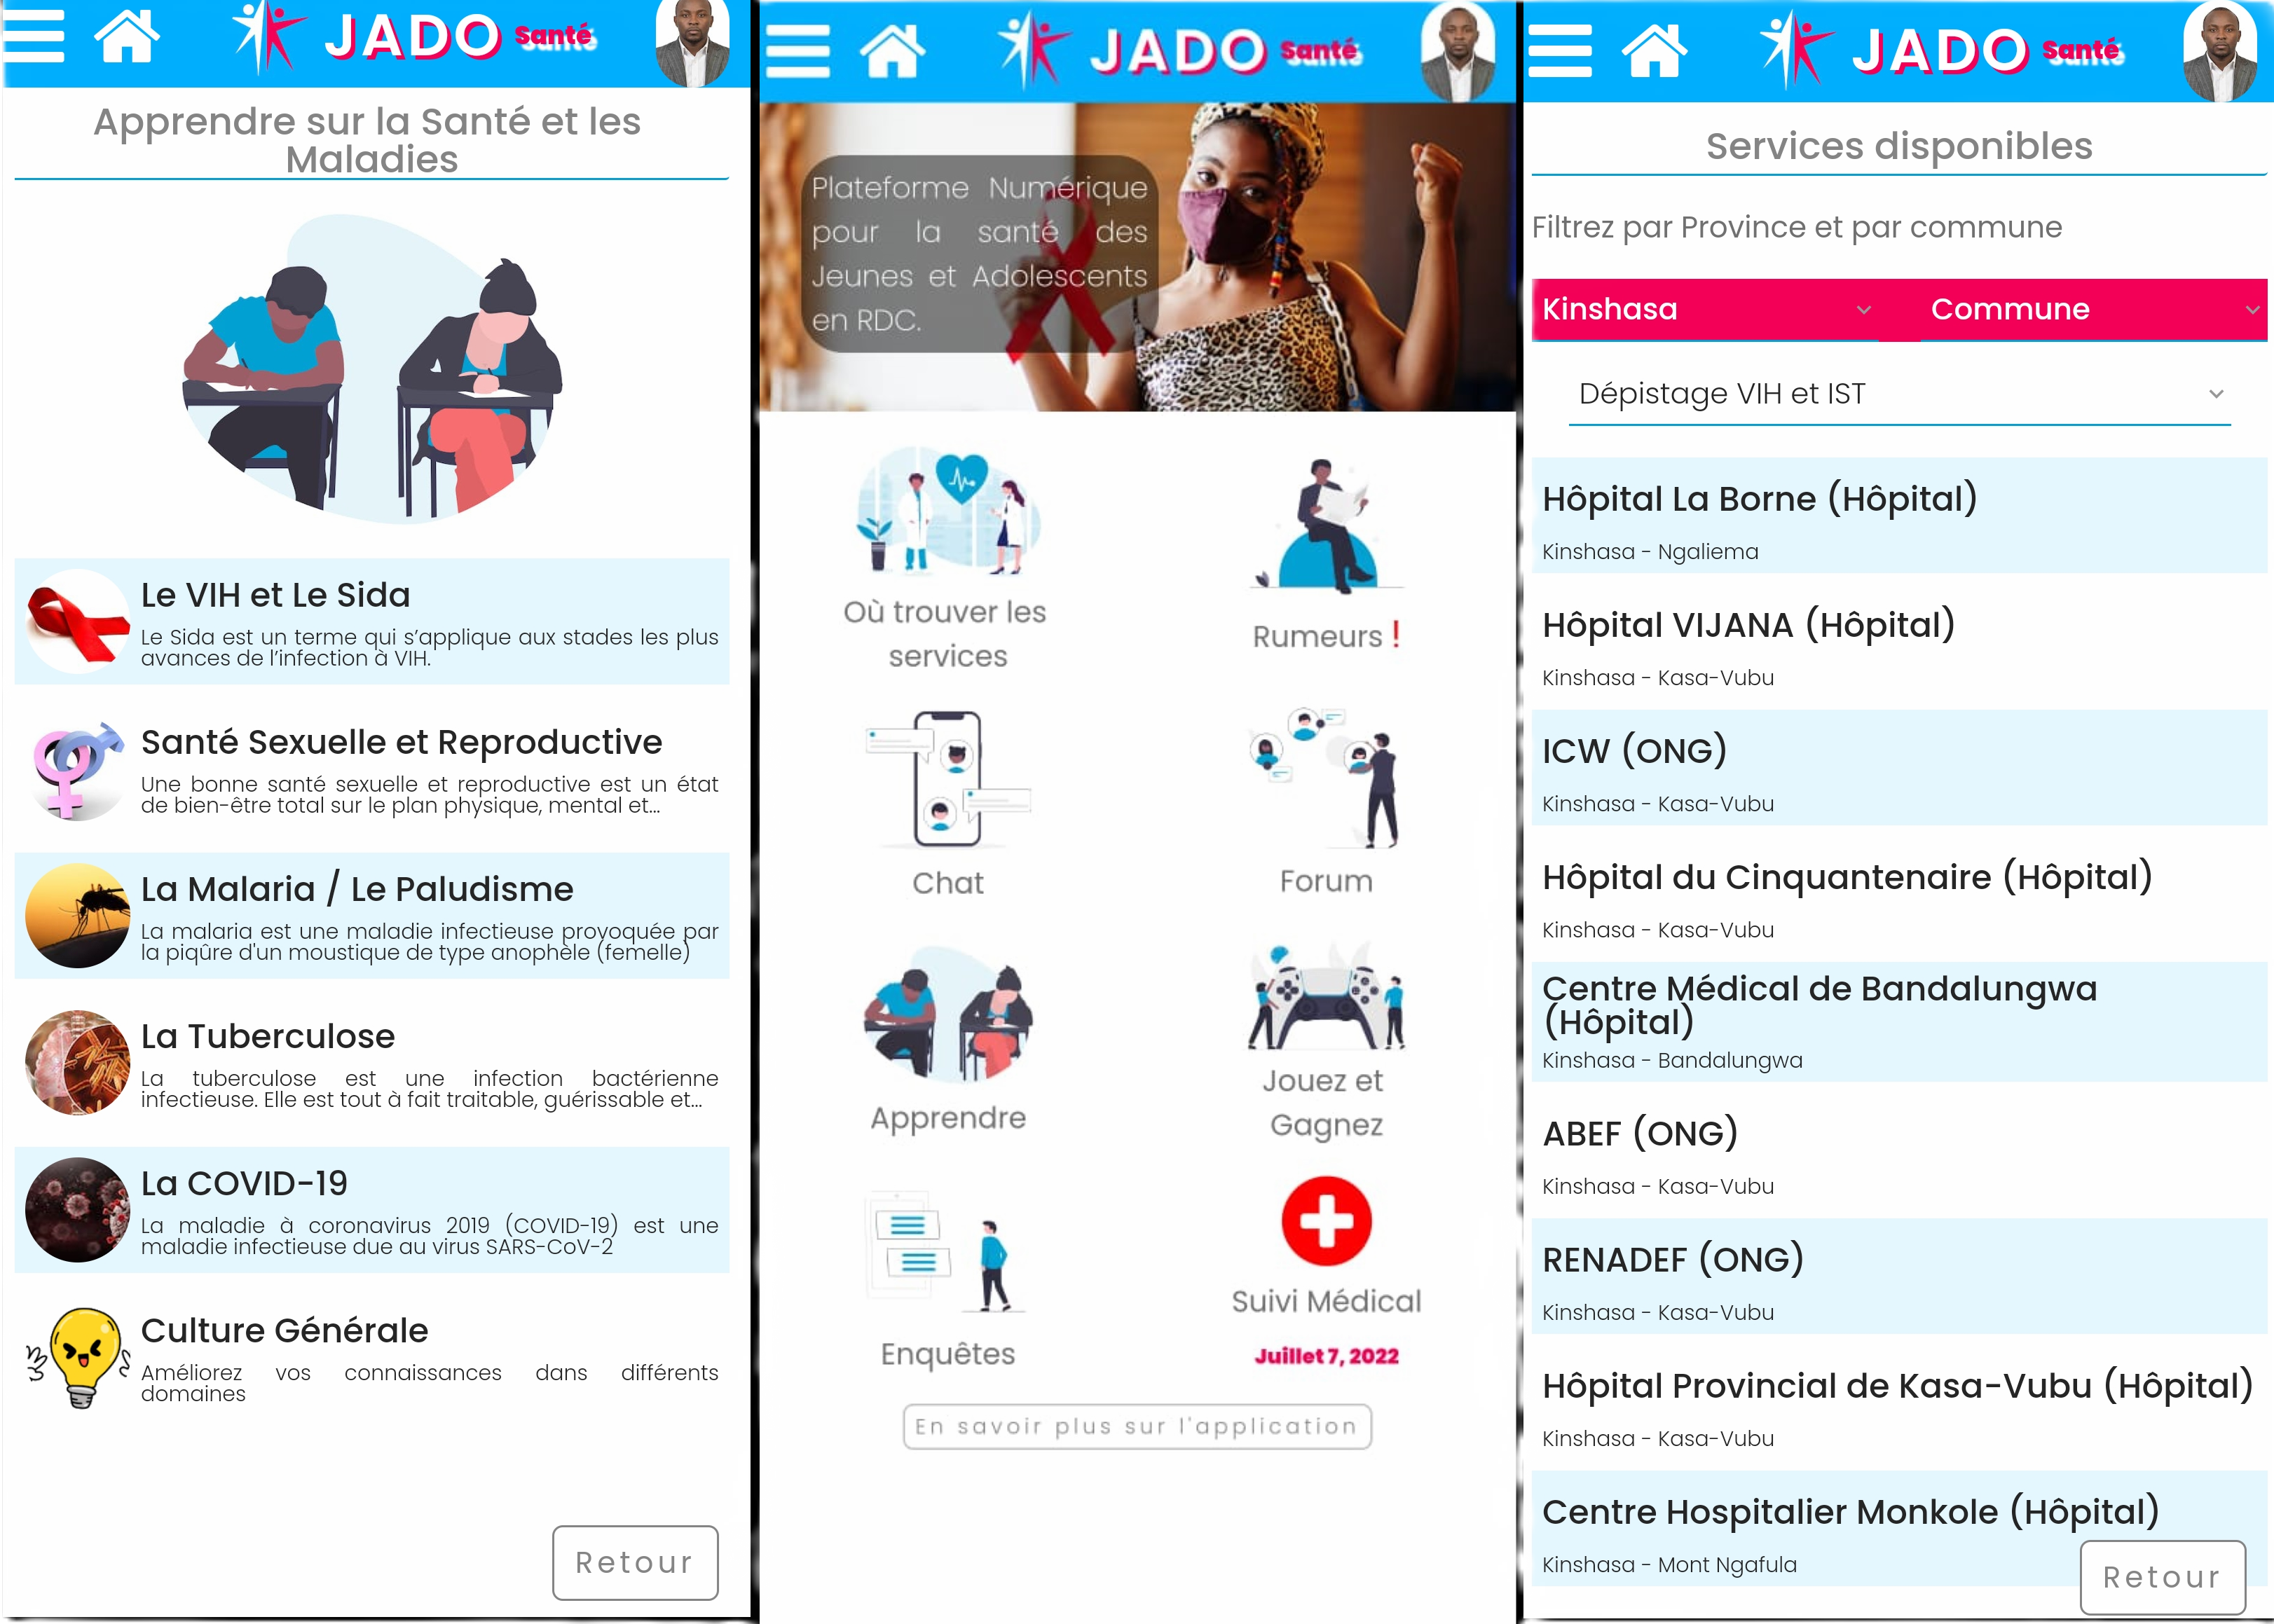 JADO Santé
Apprendre sur la Santé et les
Maladies
Le VIH et Le Sida
Le Sida est un terme qui s’applique aux stades les plus
avances de l’infection à VIH.
Santé Sexuelle et Reproductive
Une bonne santé sexuelle et reproductive est un état
de bien-être total sur le plan physique, mental et...
La Malaria / Le Paludisme
La malaria est une maladie infectieuse provoquée par
la piqûre d'un moustique de type anophèle (femelle)
La Tuberculose
La tuberculose est une infection bactérienne
infectieuse. Elle est tout à fait traitable, guérissable et...
La COVID-19
La maladie à coronavirus 2019 (COVID-19) est une
maladie infectieuse due au virus SARS-CoV-2
Culture Générale
Améliorez vos connaissances dans différents
domaines
Retour
JADO Santé
Plateforme Numérique
pour la santé des
Jeunes et Adolescents
en RDC.
Où trouver les
services
Rumeurs !
Chat
Forum
Apprendre
Jouez et
Gagnez
Enquêtes
Suivi Médical
Juillet 7, 2022
En savoir plus sur l'application
JADO Santé
Services disponibles
Filtrez par Province et par commune
Kinshasa
Commune
Dépistage VIH et IST
Hôpital La Borne (Hôpital)
Kinshasa - Ngaliema
Hôpital VIJANA (Hôpital)
Kinshasa - Kasa-Vubu
ICW (ONG)
Kinshasa - Kasa-Vubu
Hôpital du Cinquantenaire (Hôpital)
Kinshasa - Kasa-Vubu
Centre Médical de Bandalungwa
(Hôpital)
Kinshasa - Bandalungwa
ABEF (ONG)
Kinshasa - Kasa-Vubu
RENADEF (ONG)
Kinshasa - Kasa-Vubu
Hôpital Provincial de Kasa-Vubu (Hôpital)
Kinshasa - Kasa-Vubu
Centre Hospitalier Monkole (Hôpital)
Kinshasa - Mont Ngafula
Retour